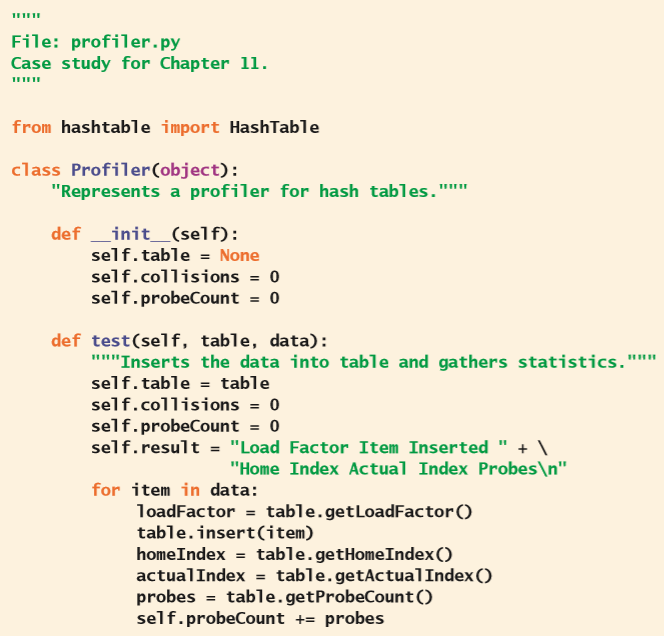 """
File: profiler.py
Case study for Chapter 11.
"""

from hashtable import HashTable

class Profiler(object):
    "Represents a profiler for hash tables."""

    def __init__(self):
        self.table = None
        self.collisions = 0
        self.probeCount = 0

    def test(self, table, data):
        """Inserts the data into table and gathers statistics."""
        self.table = table
        self.collisions = 0
        self.probeCount = 0
        self.result = "Load Factor Item Inserted " + \
                      "Home Index Actual Index Probes\n"
        for item in data:
            loadFactor = table.getLoadFactor()
            table.insert(item)
            homeIndex = table.getHomeIndex()
            actualIndex = table.getActualIndex()
            probes = table.getProbeCount()
            self.probeCount += probes